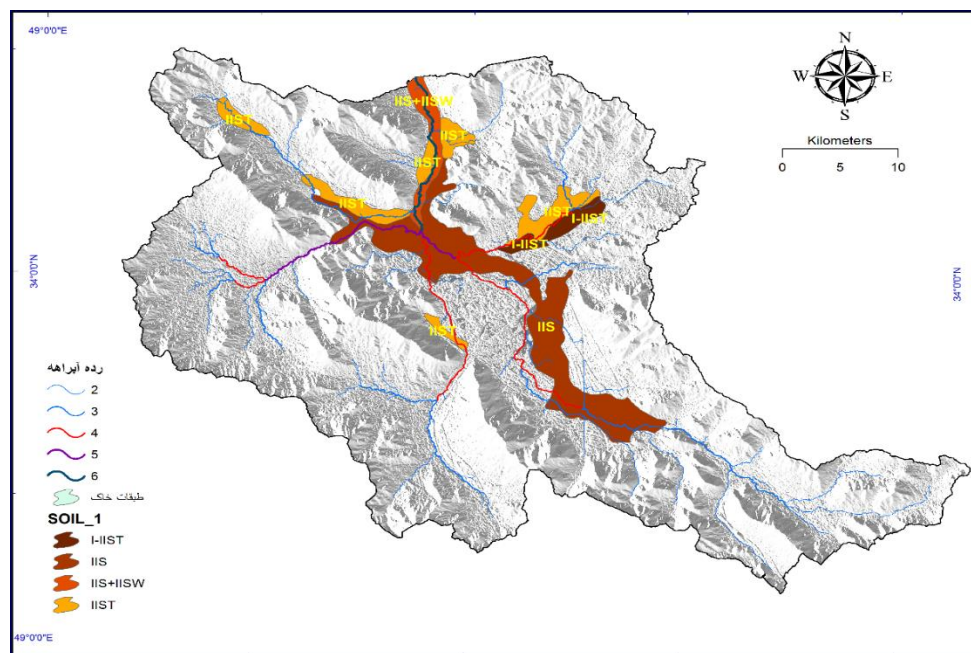 49°0'0"E
N
W E
S
Kilometers
0 5 10
IIS+IISW
IIST
IIST
IIST
IIST
IIST
I-IIST
I-IIST
34°0'0"N
34°0'0"N
IIS
IIST
رده آبراهه
2
3
4
5
6
طبقات خاک
SOIL_1
I-IIST
IIS
IIS+IISW
IIST
49°0'0"E